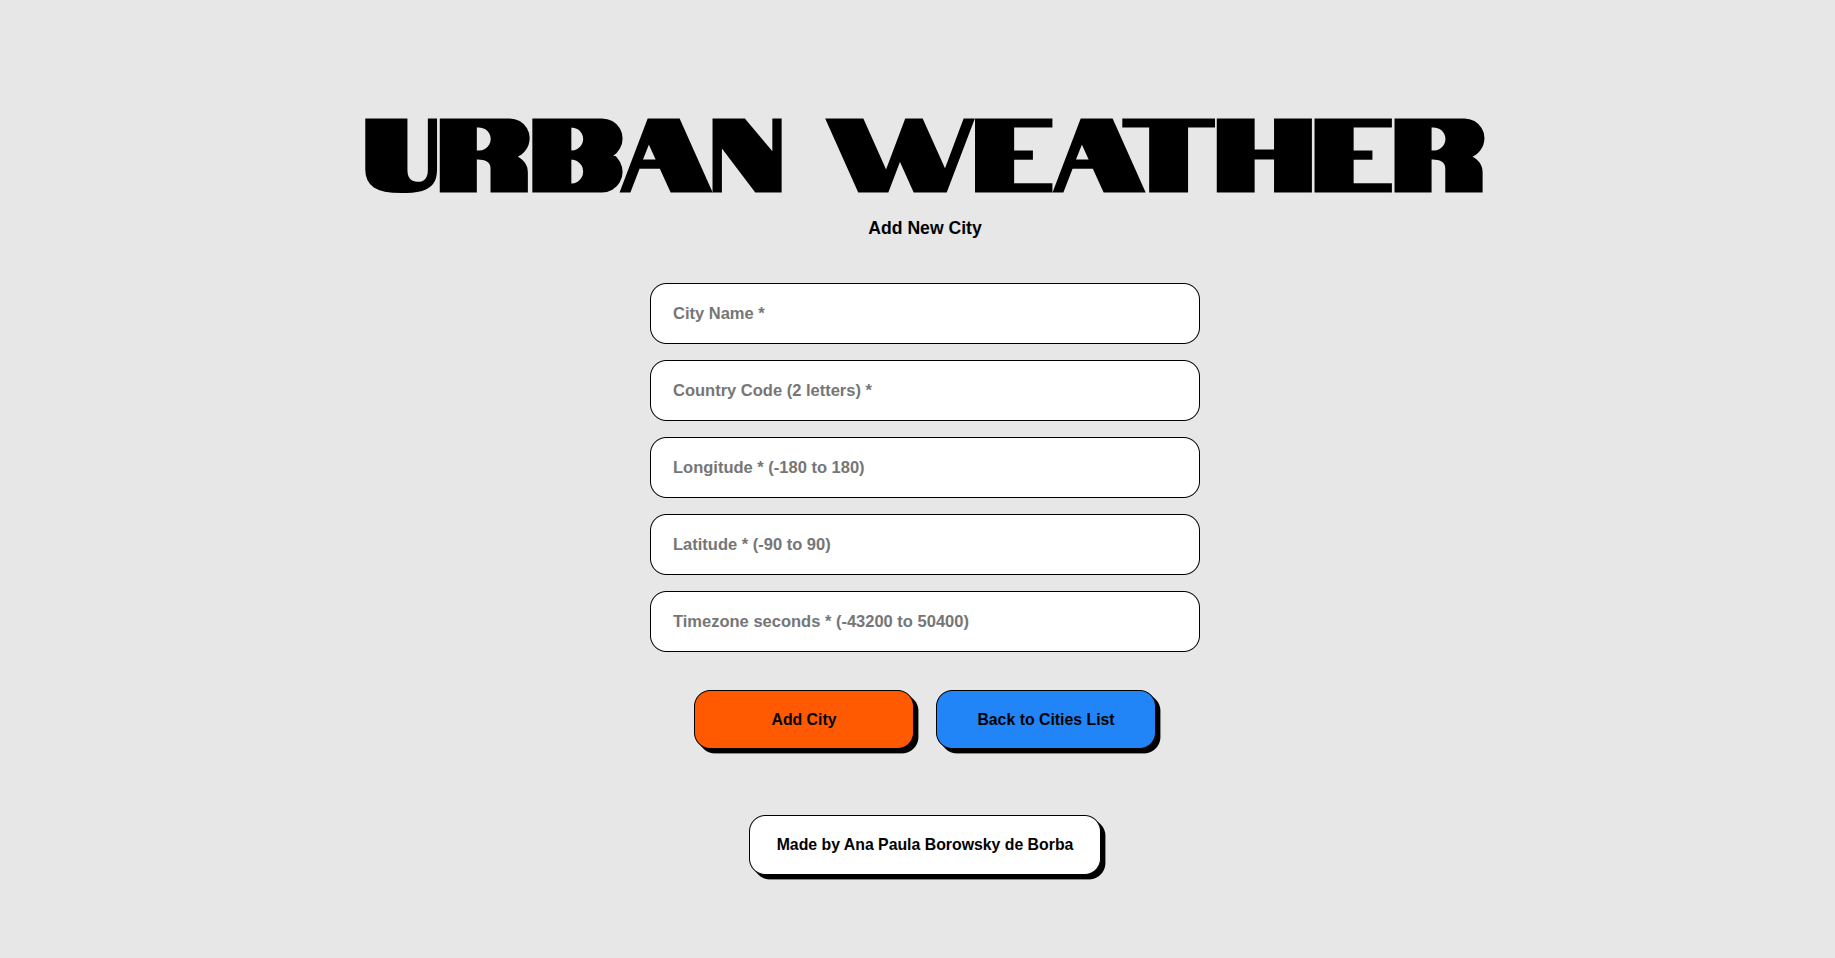 URBAN WEATHER
Add New City
City Name *
Country Code (2 letters) *
Longitude * (-180 to 180)
Latitude * (-90 to 90)
Timezone seconds * (-43200 to 50400)
Add City
Back to Cities List
Made by Ana Paula Borowsky de Borba